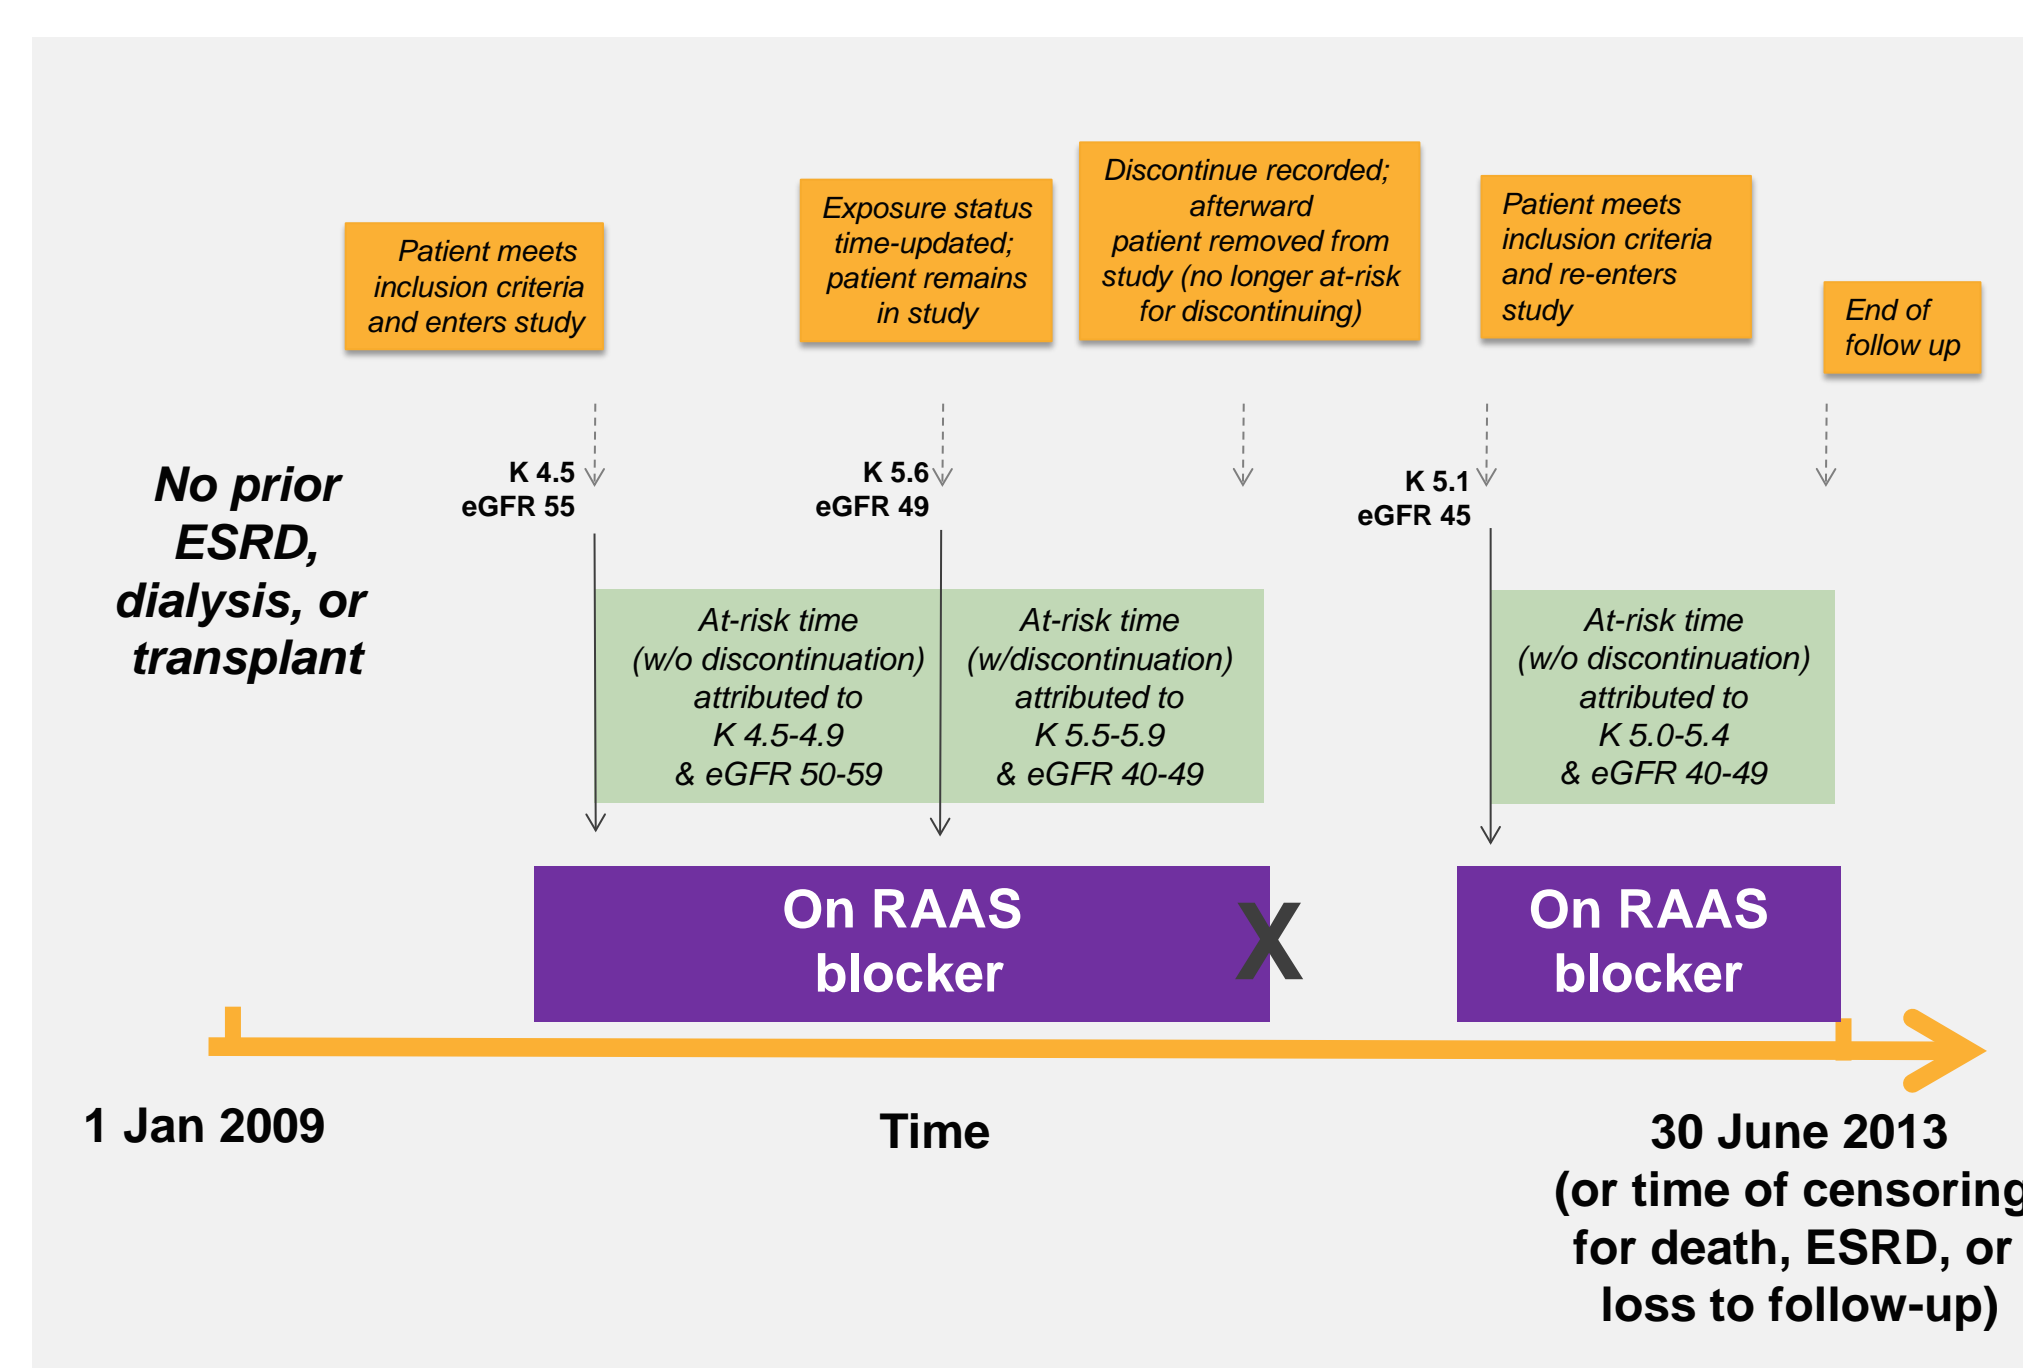 Patient meets
inclusion criteria
and enters study
Exposure status
time-updated;
patient remains
in study
Discontinue recorded;
afterward
patient removed from
study (no longer at-risk
for discontinuing)
Patient meets
inclusion criteria
and re-enters
study
End of
follow up
No prior
ESRD,
dialysis, or
transplant
K 4.5
eGFR 55
K 5.6
eGFR 49
K 5.1
eGFR 45
At-risk time
(w/o discontinuation)
attributed to
K 4.5-4.9
& eGFR 50-59
At-risk time
(w/discontinuation)
attributed to
K 5.5-5.9
& eGFR 40-49
At-risk time
(w/o discontinuation)
attributed to
K 5.0-5.4
& eGFR 40-49
On RAAS
blocker
X
On RAAS
blocker
1 Jan 2009
Time
30 June 2013
(or time of censoring
for death, ESRD, or
loss to follow-up)